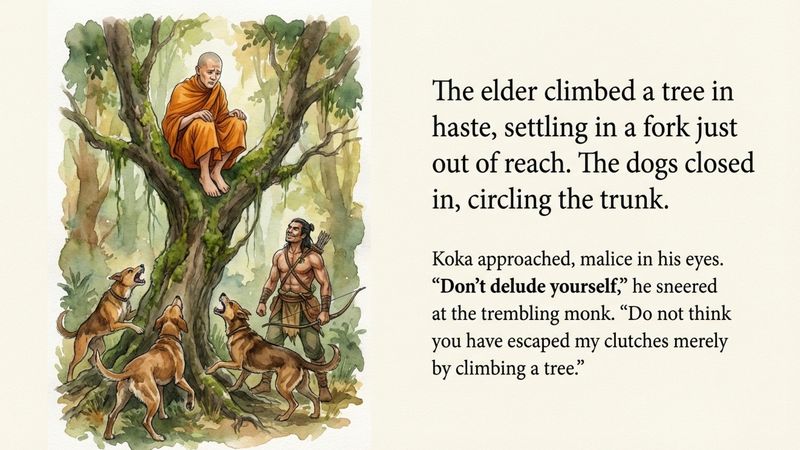 The elder climbed a tree in
haste, settling in a fork just
out of reach. The dogs closed
in, circling the trunk.
Koka approached, malice in his eyes.
“Don’t delude yourself,” he sneered
at the trembling monk. “Do not think
you have escaped my clutches merely
by climbing a tree.”